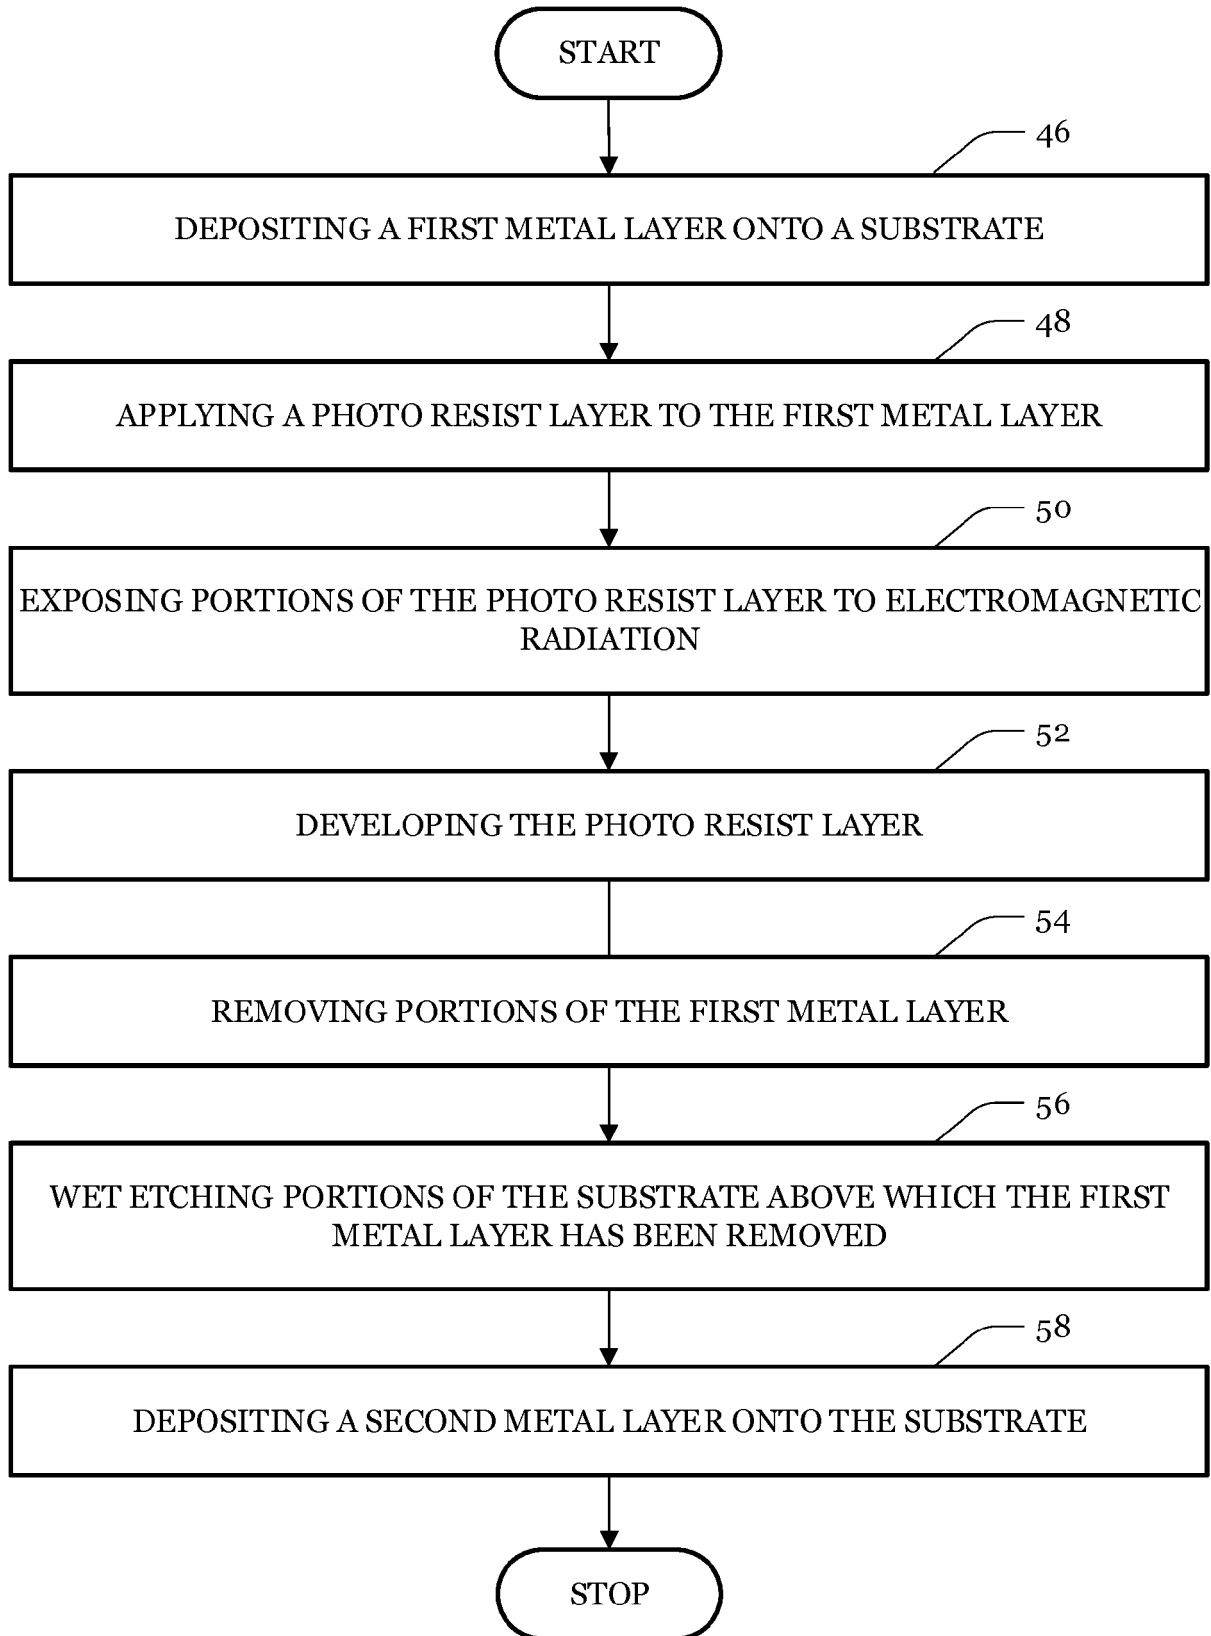 START
46
DEPOSITING A FIRST METAL LAYER ONTO A SUBSTRATE
48
APPLYING A PHOTO RESIST LAYER TO THE FIRST METAL LAYER
50
EXPOSING PORTIONS OF THE PHOTO RESIST LAYER TO ELECTROMAGNETIC
RADIATION
52
DEVELOPING THE PHOTO RESIST LAYER
54
REMOVING PORTIONS OF THE FIRST METAL LAYER
56
WET ETCHING PORTIONS OF THE SUBSTRATE ABOVE WHICH THE FIRST
METAL LAYER HAS BEEN REMOVED
58
DEPOSITING A SECOND METAL LAYER ONTO THE SUBSTRATE
STOP